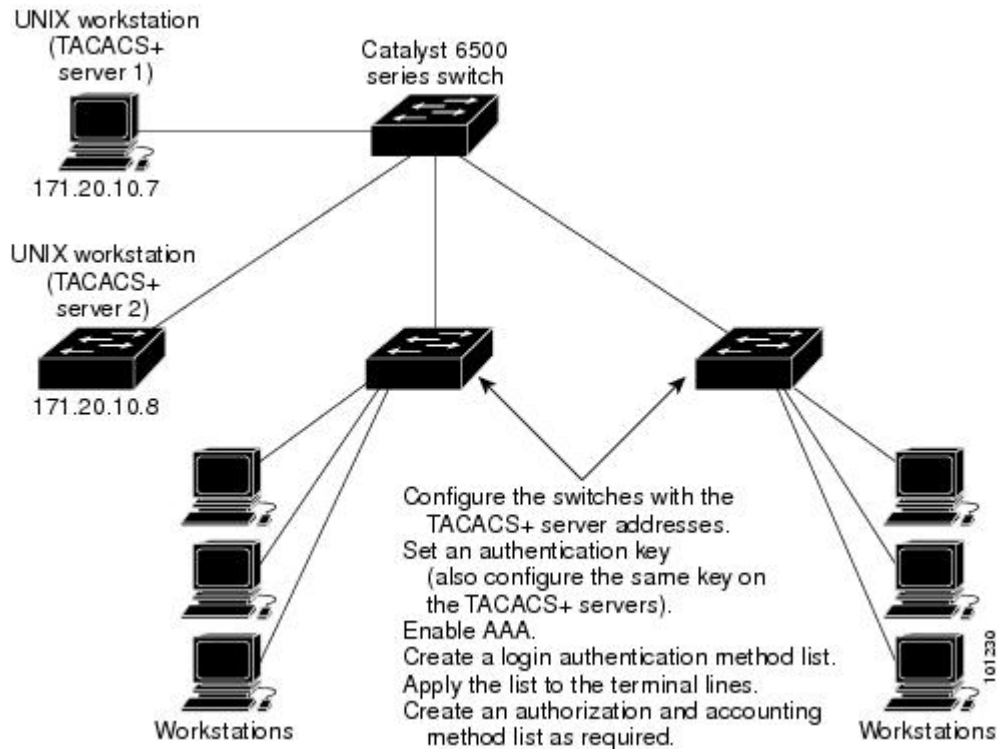 UNIX workstation
(TACACS+
server 1)
Catalyst 6500
series switch
171.20.10.7
UNIX workstation
(TACACS+
server 2)
171.20.10.8
Configure the switches with the
TACACS+ server addresses.
Set an authentication key
(also configure the same key on
the TACACS+ servers).
Enable AAA.
Create a login authentication method list.
Apply the list to the terminal lines.
Create an authorization and accounting
method list as required.
Workstations
Workstations
101230